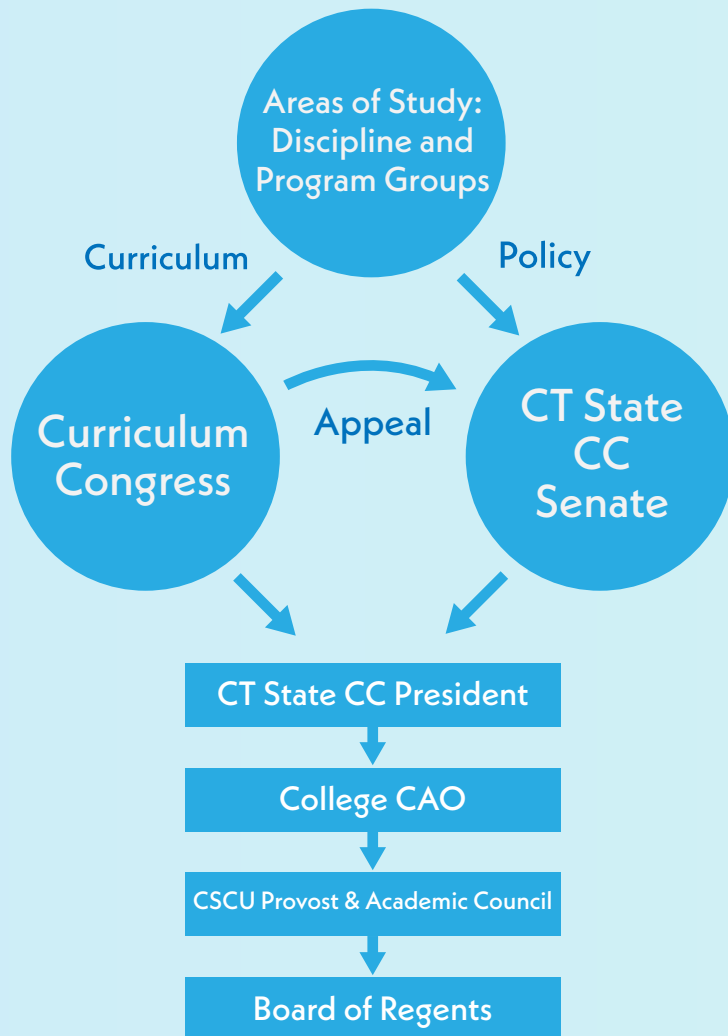 Areas of Study:
Discipline and
Program Groups
Curriculum
Policy
Appeal
Curriculum
Congress
CT State
CC
Senate
CT State CC President
College CAO
CSCU Provost & Academic Council
Board of Regents